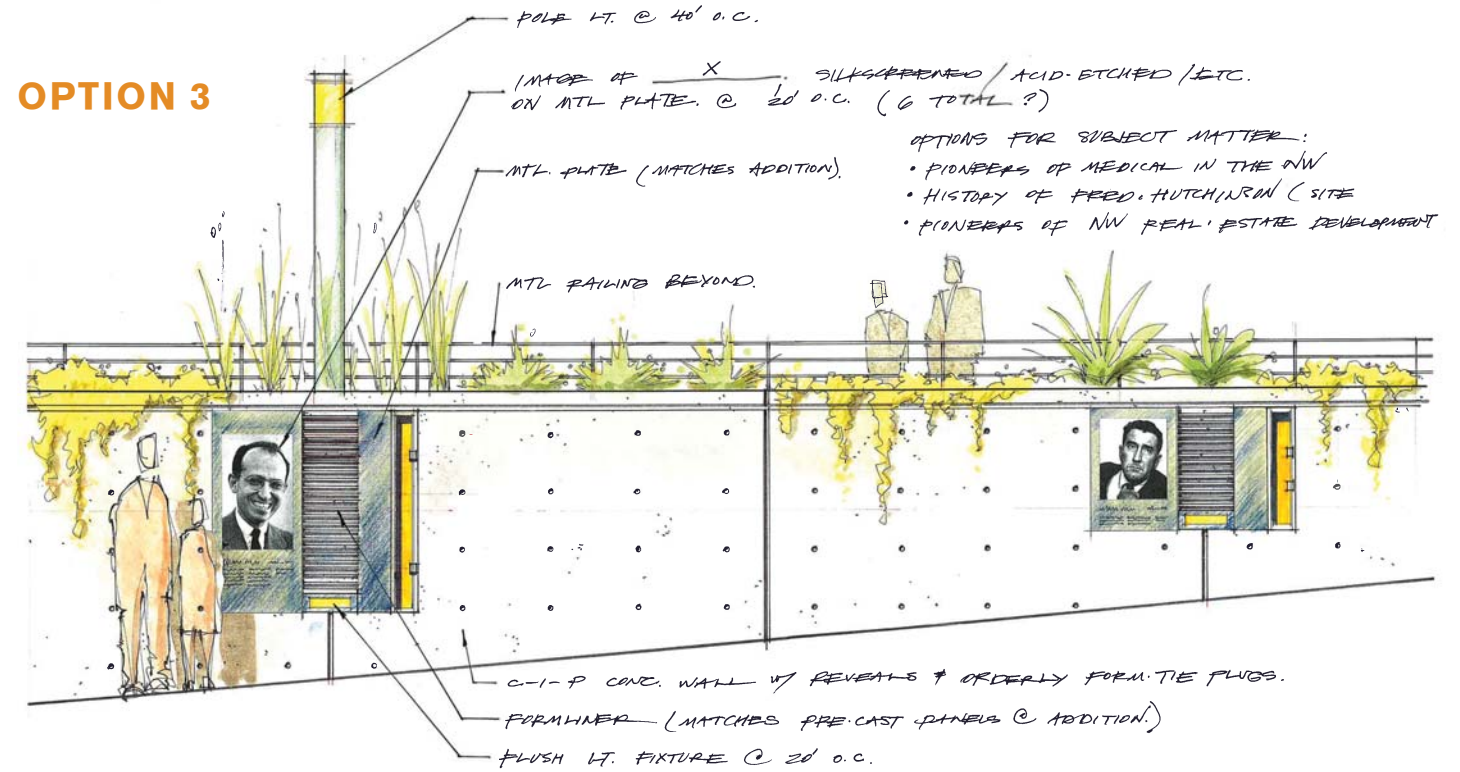 POLE LT. @ 40' O.C.
OPTION 3
IMAGE OF ___X___. SILKSCREENED / ACID-ETCHED / ETC.
ON MTL PLATE. @ 20' O.C. (6 TOTAL ?)
OPTIONS FOR SUBJECT MATTER:
• PIONEERS OF MEDICAL IN THE NW
• HISTORY OF FRED. HUTCHINSON ( SITE
• PIONEERS OF NW REAL. ESTATE DEVELOPMENT
MTL. PLATE (MATCHES ADDITION).
MTL RAILING BEYOND.
C-I-P CONC. WALL W/ REVEALS & ORDERLY FORM.TIE PLUGS.
FORMLINER (MATCHES PRE.CAST PANELS @ ADDITION.)
FLUSH LT. FIXTURE @ 20' O.C.